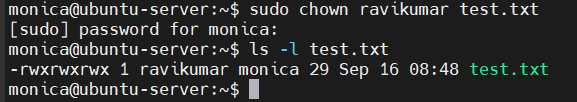 monica@ubuntu-server:~$ sudo chown ravikumar test.txt
[sudo] password for monica:
monica@ubuntu-server:~$ ls -l test.txt
-rwxrwxrwx 1 ravikumar monica 29 Sep 16 08:48 test.txt
monica@ubuntu-server:~$